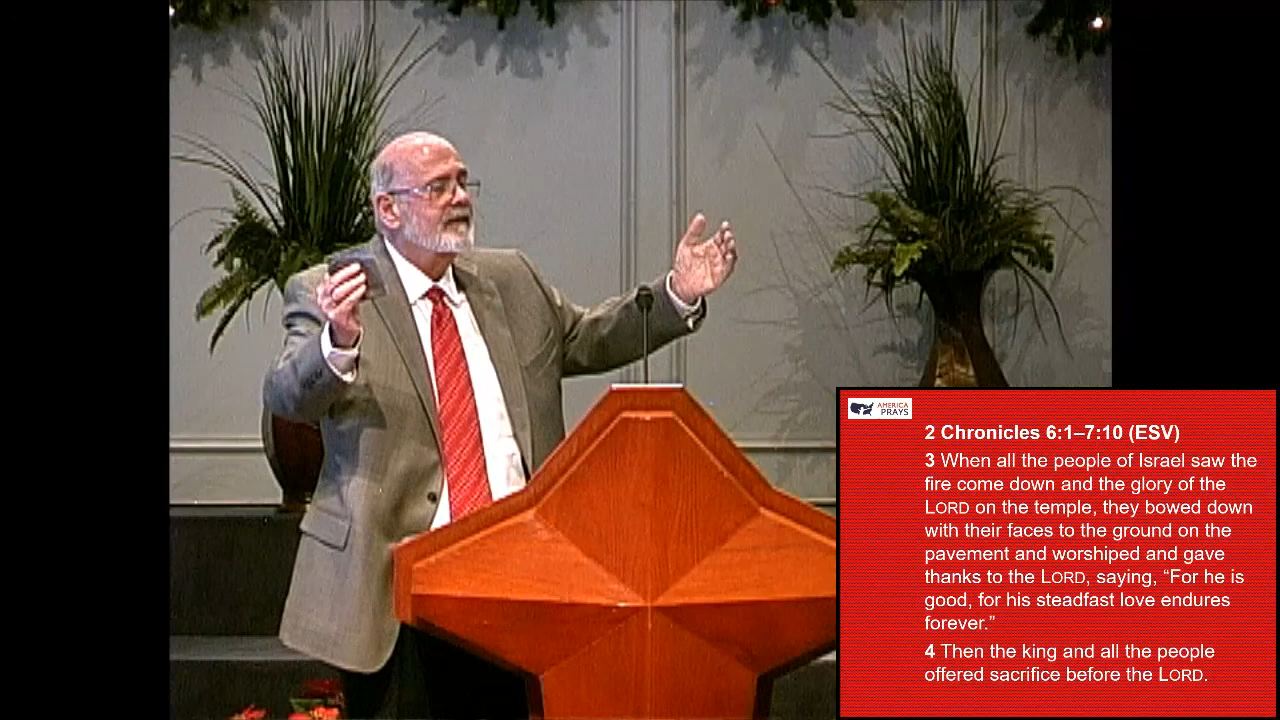 AMERICA
PRAYS
2 Chronicles 6:1–7:10 (ESV)
3 When all the people of Israel saw the
fire come down and the glory of the
LORD on the temple, they bowed down
with their faces to the ground on the
pavement and worshiped and gave
thanks to the LORD, saying, “For he is
good, for his steadfast love endures
forever.”
4 Then the king and all the people
offered sacrifice before the LORD.